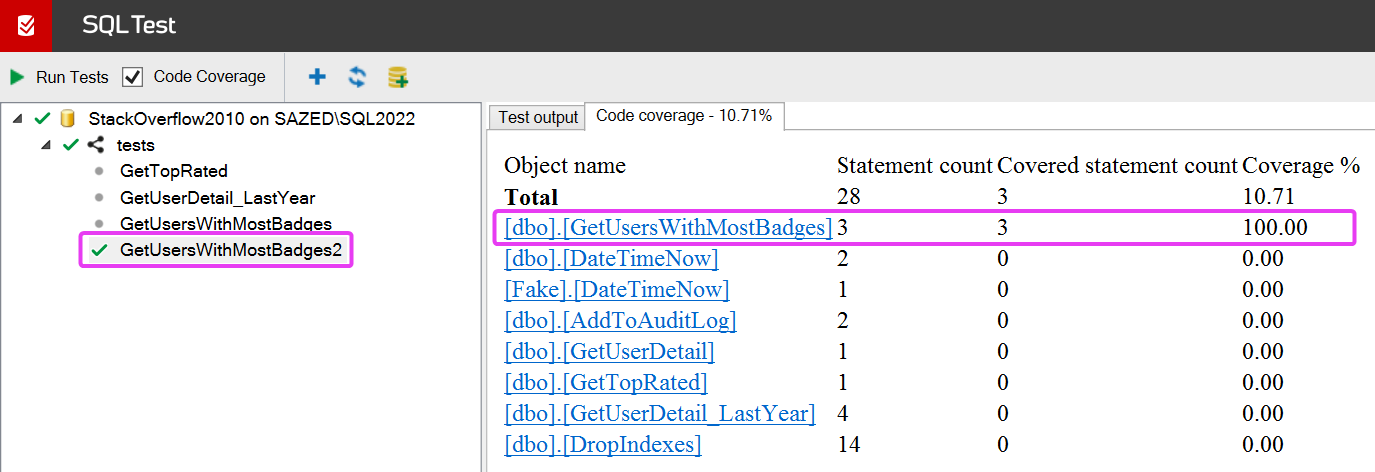 SQL Test
Run Tests Code Coverage
StackOverflow2010 on SAZED\SQL2022
tests
GetTopRated
GetUserDetail_LastYear
GetUsersWithMostBadges
GetUsersWithMostBadges2
Test output Code coverage - 10.71%
Object name Statement count Covered statement count Coverage %
Total 28 3 10.71
[dbo].[GetUsersWithMostBadges] 3 3 100.00
[dbo].[DateTimeNow] 2 0 0.00
[Fake].[DateTimeNow] 1 0 0.00
[dbo].[AddToAuditLog] 2 0 0.00
[dbo].[GetUserDetail] 1 0 0.00
[dbo].[GetTopRated] 1 0 0.00
[dbo].[GetUserDetail_LastYear] 4 0 0.00
[dbo].[DropIndexes] 14 0 0.00